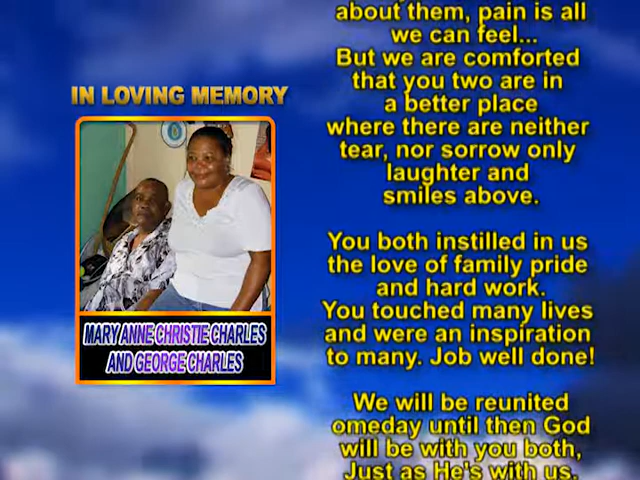 IN LOVING MEMORY
MARY ANNE CHRISTIE CHARLES
AND GEORGE CHARLES
about them, pain is all
we can feel...
But we are comforted
that you two are in
a better place
where there are neither
tear, nor sorrow only
laughter and
smiles above.
You both instilled in us
the love of family pride
and hard work.
You touched many lives
and were an inspiration
to many. Job well done!
We will be reunited
omeday until then God
will be with you both,
Just as He's with us.